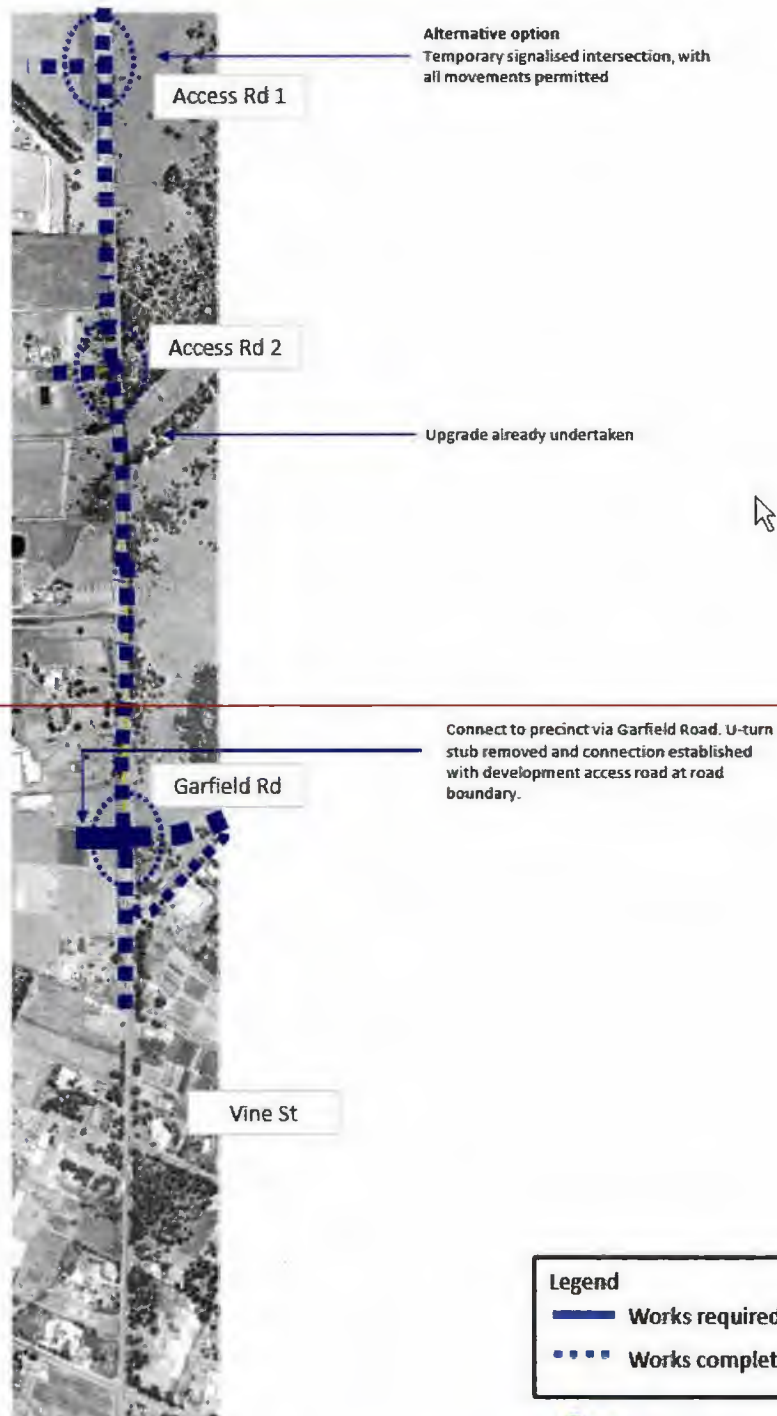 Alternative option
Temporary signalised intersection, with
all movements permitted
Access Rd 1
Access Rd 2
Upgrade already undertaken
Connect to precinct via Garfield Road. U-turn
stub removed and connection established
with development access road at road
boundary.
Garfield Rd
Vine St
Legend
Works required